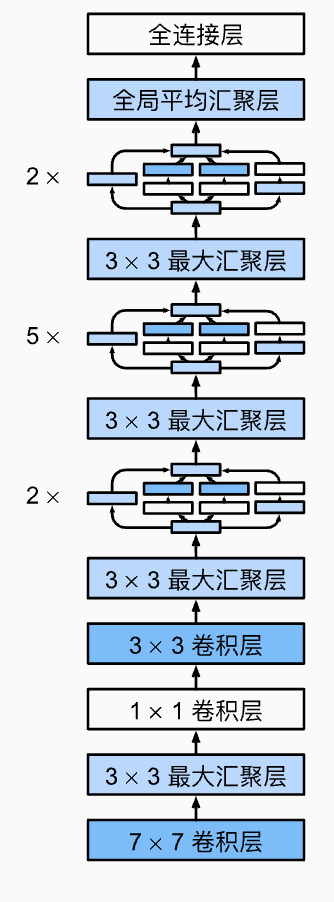 全连接层
全局平均汇聚层
2 ×
3 × 3 最大汇聚层
5 ×
3 × 3 最大汇聚层
2 ×
3 × 3 最大汇聚层
3 × 3 卷积层
1 × 1 卷积层
3 × 3 最大汇聚层
7 × 7 卷积层